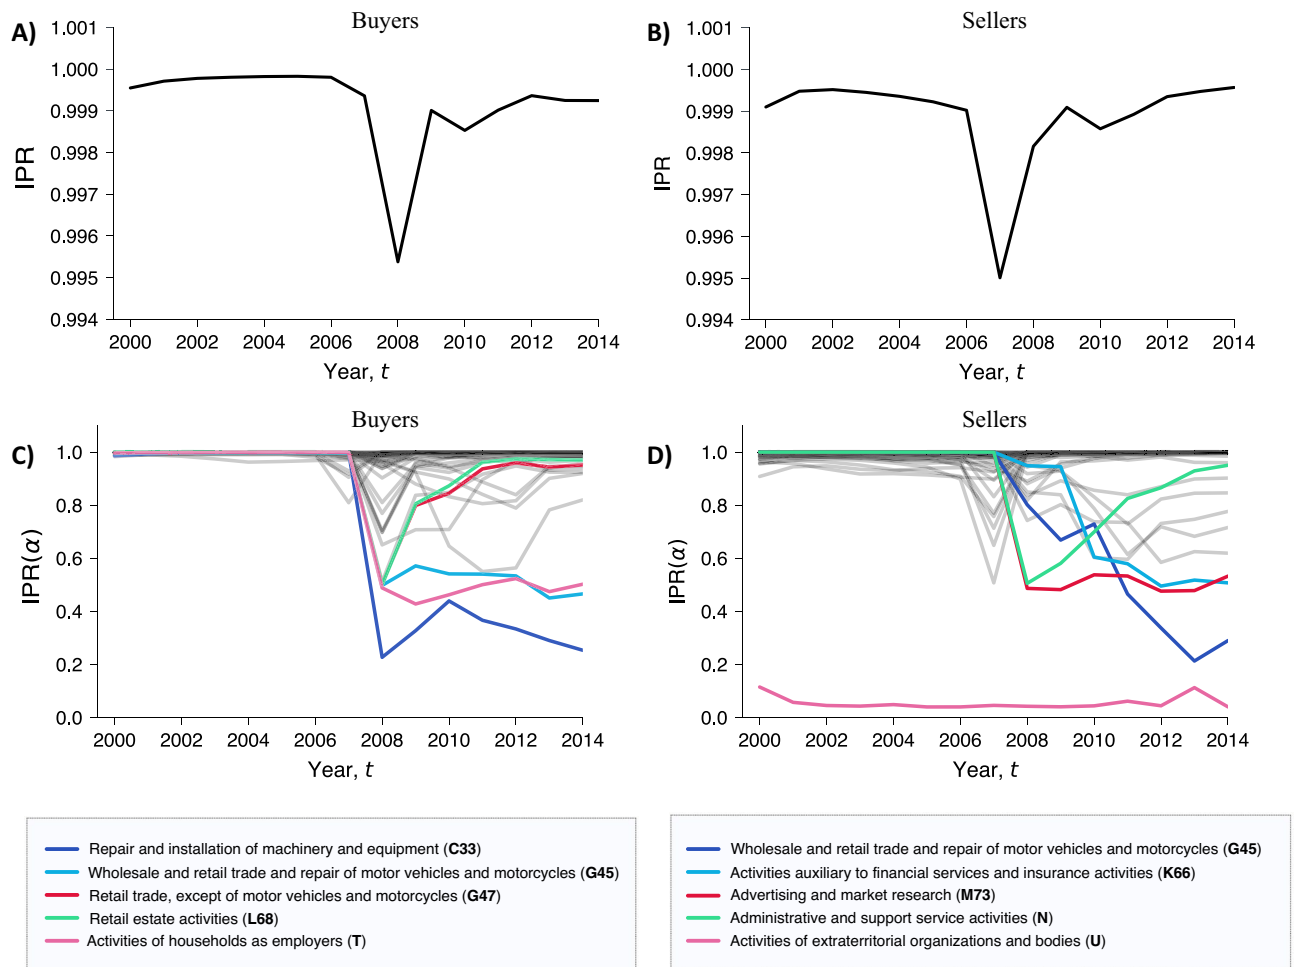 A)
Buyers
1.001
1.000
0.999
0.998
0.997
0.996
0.995
0.994
IPR
2000 2002 2004 2006 2008 2010 2012 2014
Year, t
B)
Sellers
1.001
1.000
0.999
0.998
0.997
0.996
0.995
0.994
IPR
2000 2002 2004 2006 2008 2010 2012 2014
Year, t
C)
Buyers
1.0
0.8
0.6
0.4
0.2
0.0
IPR(α)
2000 2002 2004 2006 2008 2010 2012 2014
Year, t
D)
Sellers
1.0
0.8
0.6
0.4
0.2
0.0
IPR(α)
2000 2002 2004 2006 2008 2010 2012 2014
Year, t
Repair and installation of machinery and equipment (C33)
Wholesale and retail trade and repair of motor vehicles and motorcycles (G45)
Retail trade, except of motor vehicles and motorcycles (G47)
Retail estate activities (L68)
Activities of households as employers (T)
Wholesale and retail trade and repair of motor vehicles and motorcycles (G45)
Activities auxiliary to financial services and insurance activities (K66)
Advertising and market research (M73)
Administrative and support service activities (N)
Activities of extraterritorial organizations and bodies (U)